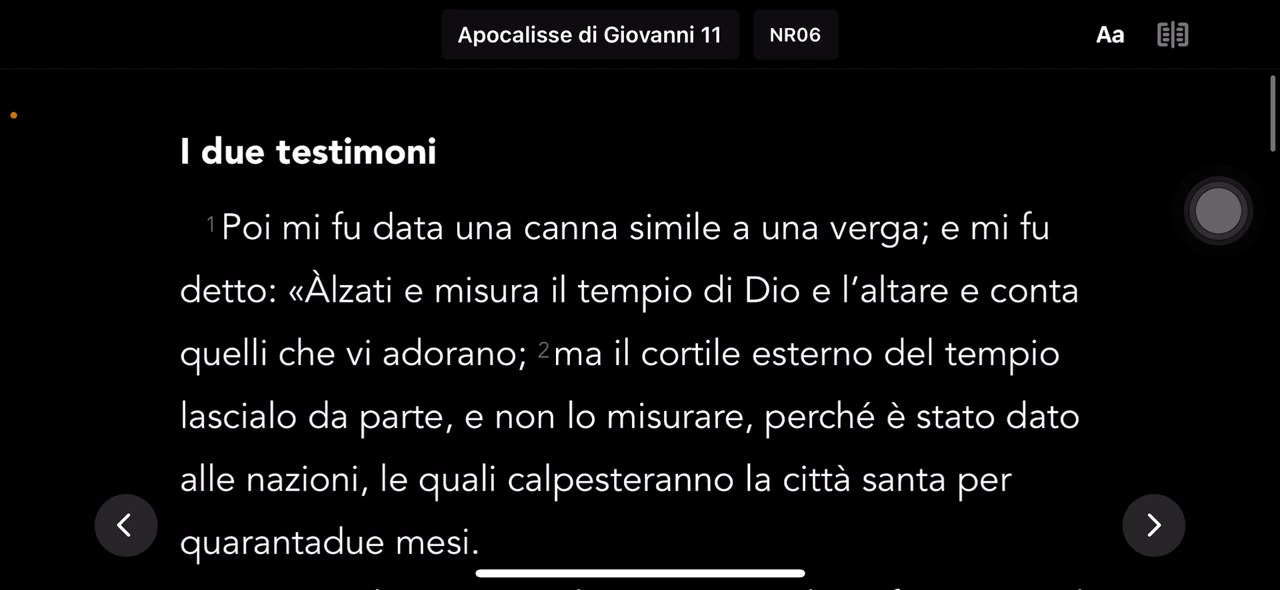 Apocalisse di Giovanni 11 NR06 Aa
I due testimoni
1 Poi mi fu data una canna simile a una verga; e mi fu
detto: «Àlzati e misura il tempio di Dio e l’altare e conta
quelli che vi adorano; 2 ma il cortile esterno del tempio
lascialo da parte, e non lo misurare, perché è stato dato
alle nazioni, le quali calpesteranno la città santa per
quarantadue mesi.